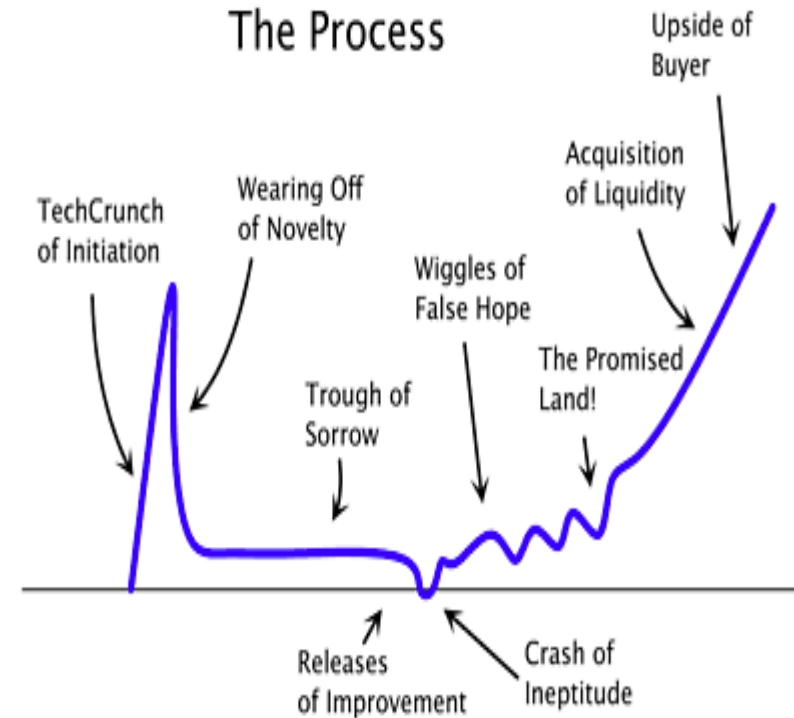 The Process
TechCrunch
of Initiation
Wearing Off
of Novelty
Trough of
Sorrow
Releases
of Improvement
Crash of
Ineptitude
Wiggles of
False Hope
The Promised
Land!
Acquisition
of Liquidity
Upside of
Buyer